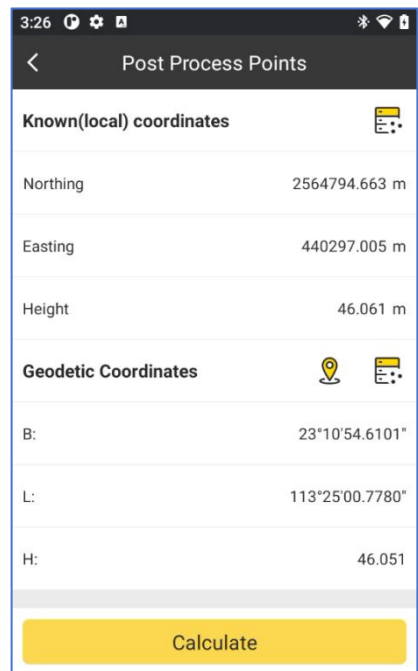 3:26
Post Process Points
Known(local) coordinates
Northing 2564794.663 m
Easting 440297.005 m
Height 46.061 m
Geodetic Coordinates
B: 23°10'54.6101"
L: 113°25'00.7780"
H: 46.051
Calculate